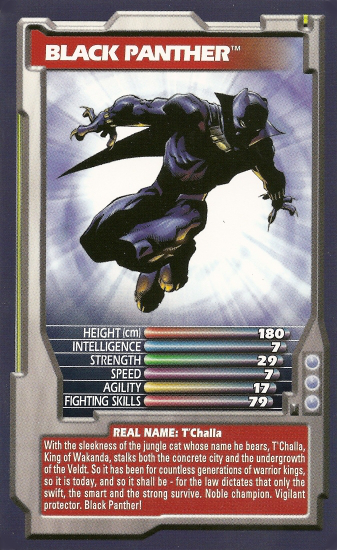 BLACK PANTHER™
HEIGHT (cm) 180
INTELLIGENCE 7
STRENGTH 29
SPEED 7
AGILITY 17
FIGHTING SKILLS 79
REAL NAME: T'Challa
With the sleekness of the jungle cat whose name he bears, T'Challa,
King of Wakanda, stalks both the concrete city and the undergrowth
of the Veldt. So it has been for countless generations of warrior kings,
so it is today, and so it shall be - for the law dictates that only
the swift, the smart and the strong survive. Noble champion. Vigilant
protector. Black Panther!